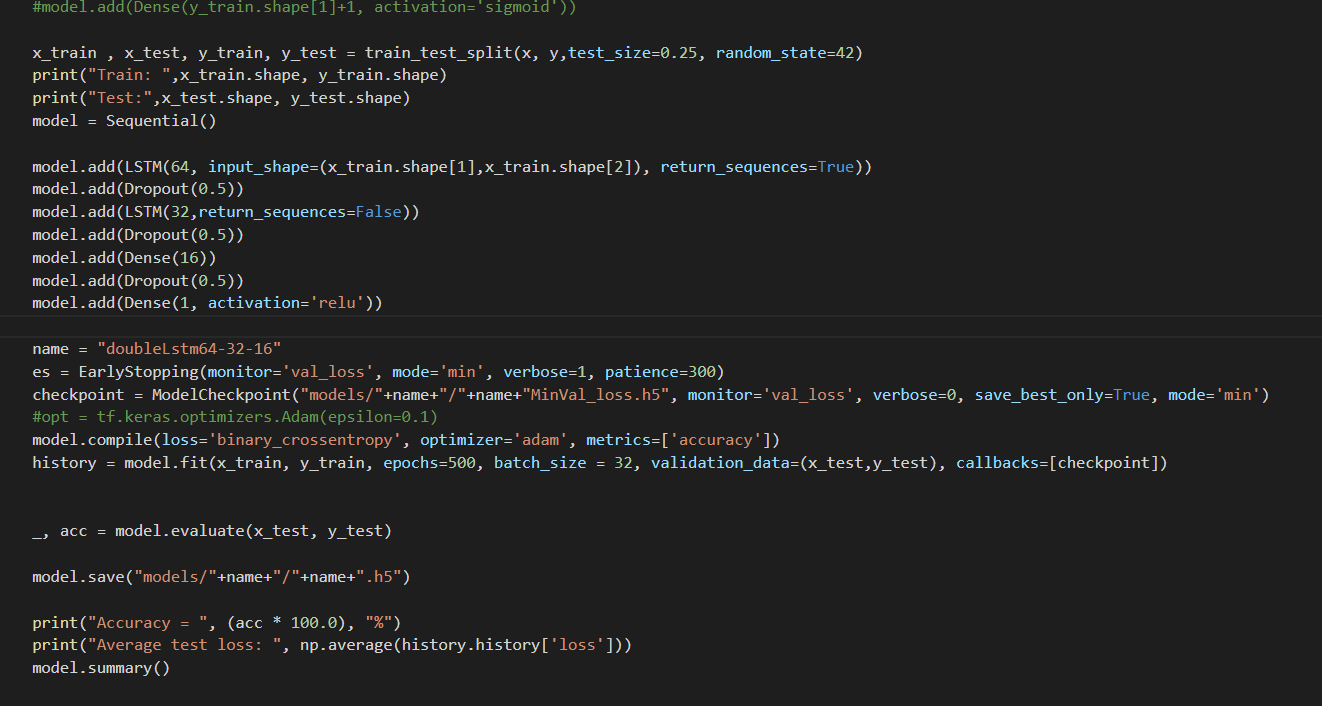 #model.add(Dense(y_train.shape[1]+1, activation='sigmoid'))
x_train , x_test, y_train, y_test = train_test_split(x, y,test_size=0.25, random_state=42)
print("Train: ",x_train.shape, y_train.shape)
print("Test:",x_test.shape, y_test.shape)
model = Sequential()
model.add(LSTM(64, input_shape=(x_train.shape[1],x_train.shape[2]), return_sequences=True))
model.add(Dropout(0.5))
model.add(LSTM(32,return_sequences=False))
model.add(Dropout(0.5))
model.add(Dense(16))
model.add(Dropout(0.5))
model.add(Dense(1, activation='relu'))
name = "doubleLstm64-32-16"
es = EarlyStopping(monitor='val_loss', mode='min', verbose=1, patience=300)
checkpoint = ModelCheckpoint("models/"+name+"/"+name+"MinVal_loss.h5", monitor='val_loss', verbose=0, save_best_only=True, mode='min')
#opt = tf.keras.optimizers.Adam(epsilon=0.1)
model.compile(loss='binary_crossentropy', optimizer='adam', metrics=['accuracy'])
history = model.fit(x_train, y_train, epochs=500, batch_size = 32, validation_data=(x_test,y_test), callbacks=[checkpoint])
_, acc = model.evaluate(x_test, y_test)
model.save("models/"+name+"/"+name+".h5")
print("Accuracy = ", (acc * 100.0), "%")
print("Average test loss: ", np.average(history.history['loss']))
model.summary()